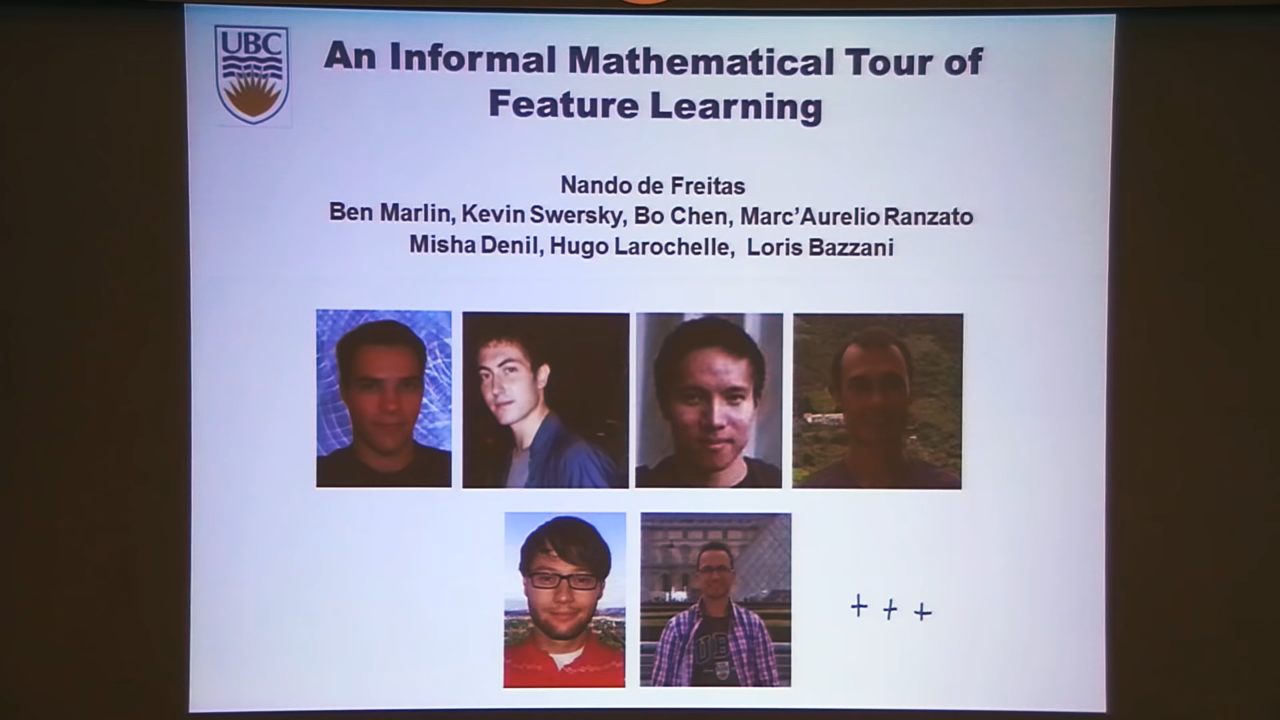 UBC
An Informal Mathematical Tour of
Feature Learning
Nando de Freitas
Ben Marlin, Kevin Swersky, Bo Chen, Marc'Aurelio Ranzato
Misha Denil, Hugo Larochelle, Loris Bazzani
UB
+ + +